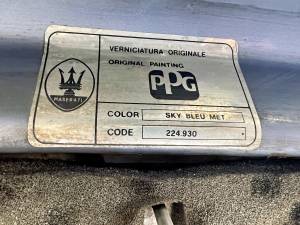 VERNICIATURA ORIGINALE
ORIGINAL PAINTING
PPG
MASERATI
COLOR SKY BLEU MET
CODE 224.930